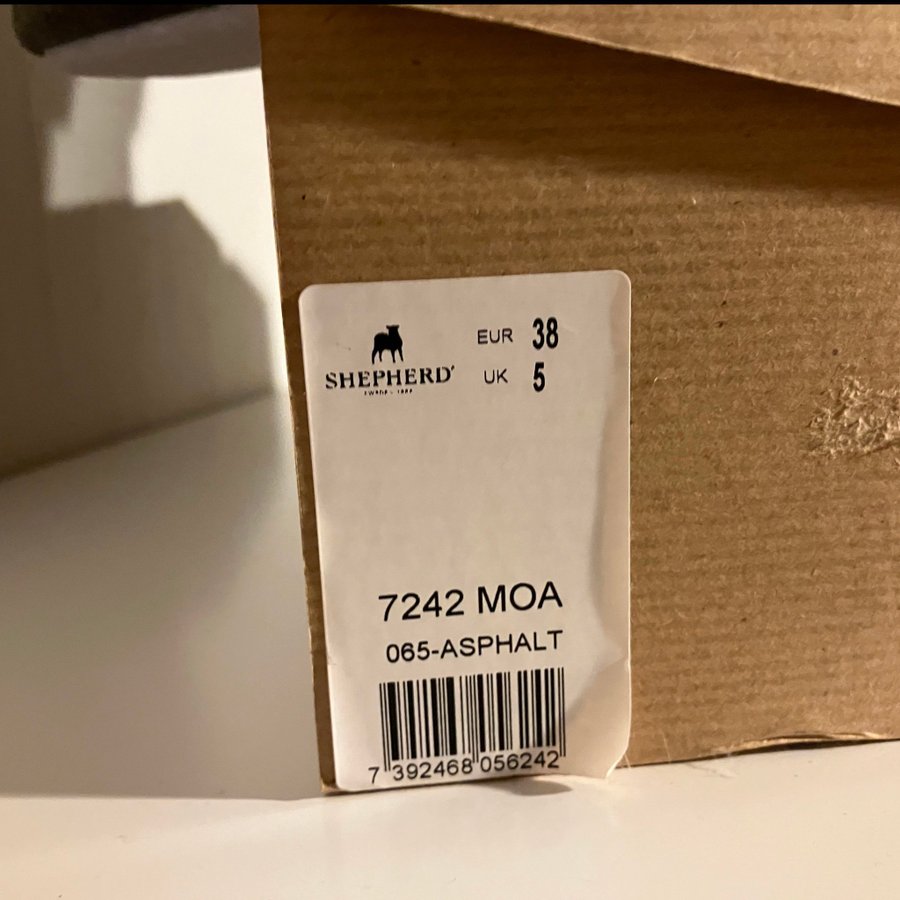 SHEPHERD
EUR 38
UK 5
7242 MOA
065-ASPHALT
7 392468 056242